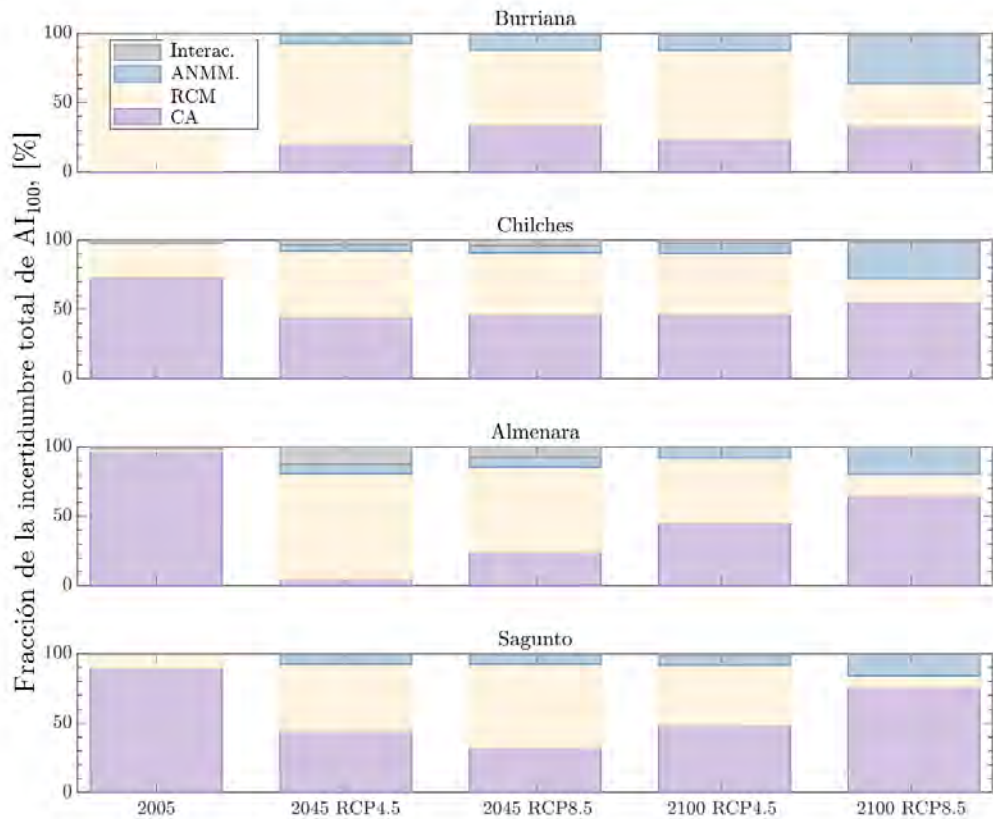 Burriana
100
50
0
Interac.
ANMM.
RCM
CA
Chilches
100
50
0
Almenara
100
50
0
Sagunto
100
50
0
2005
2045 RCP4.5
2045 RCP8.5
2100 RCP4.5
2100 RCP8.5
Fracción de la incertidumbre total de AI₁₀₀, [%]